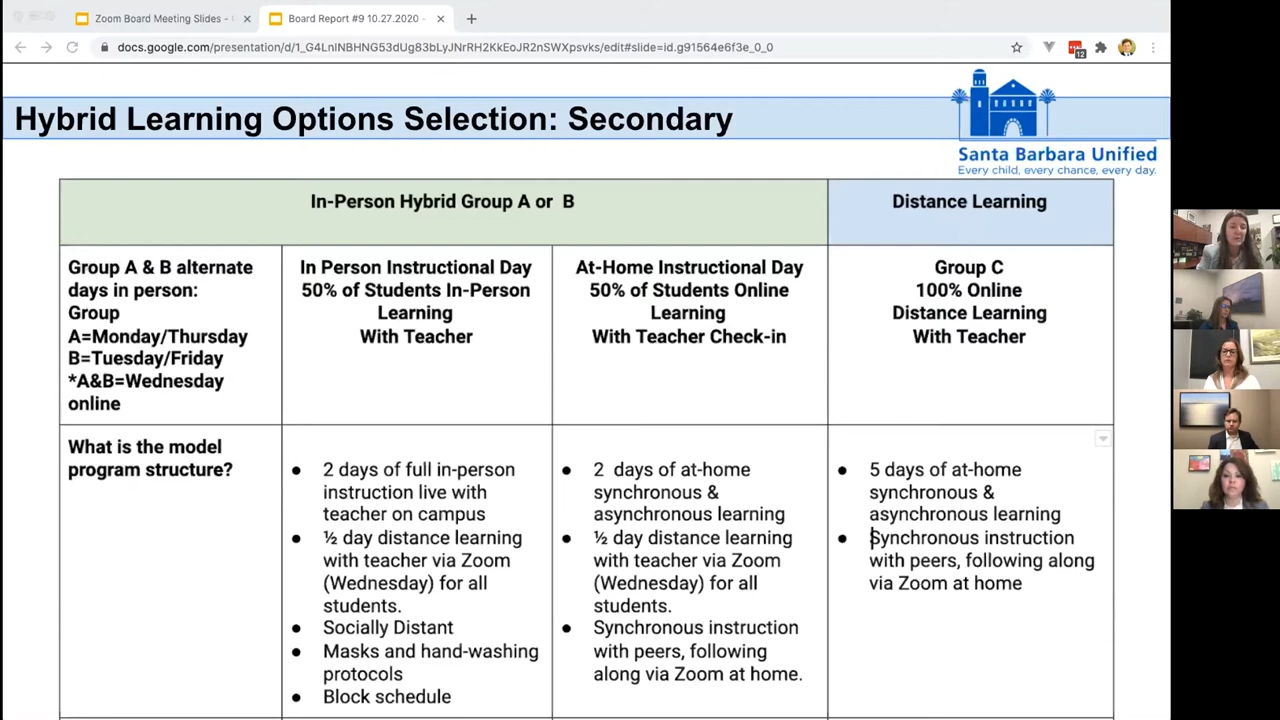 Zoom Board Meeting Slides -
Board Report #9 10.27.2020 -
docs.google.com/presentation/d/1_G4LnINBHNG53dUg83bLyJNrRH2KkEoJR2nSWXpsvks/edit#slide=id.g91564e6f3e_0_0
12
Hybrid Learning Options Selection: Secondary
Santa Barbara Unified
Every child, every chance, every day.
In-Person Hybrid Group A or B
Distance Learning
Group A & B alternate
days in person:
Group
A=Monday/Thursday
B=Tuesday/Friday
*A&B=Wednesday
online
In Person Instructional Day
50% of Students In-Person
Learning
With Teacher
At-Home Instructional Day
50% of Students Online
Learning
With Teacher Check-in
Group C
100% Online
Distance Learning
With Teacher
What is the model
program structure?
● 2 days of full in-person
instruction live with
teacher on campus
● ½ day distance learning
with teacher via Zoom
(Wednesday) for all
students.
● Socially Distant
● Masks and hand-washing
protocols
● Block schedule
● 2 days of at-home
synchronous &
asynchronous learning
● ½ day distance learning
with teacher via Zoom
(Wednesday) for all
students.
● Synchronous instruction
with peers, following
along via Zoom at home.
● 5 days of at-home
synchronous &
asynchronous learning
● Synchronous instruction
with peers, following along
via Zoom at home